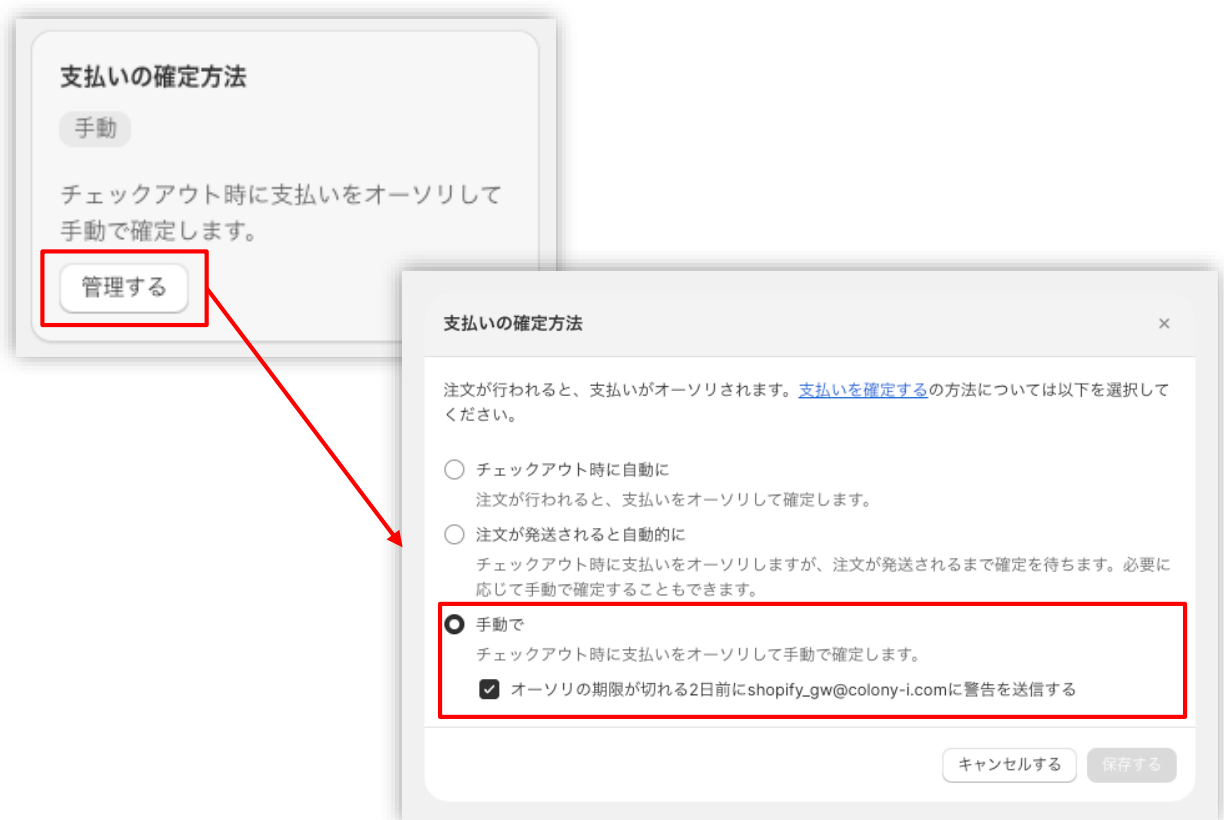 支払いの確定方法
手動
チェックアウト時に支払いをオーソリして
手動で確定します。
管理する
支払いの確定方法
注文が行われると、支払いがオーソリされます。支払いを確定するの方法については以下を選択して
ください。
チェックアウト時に自動に
注文が行われると、支払いをオーソリして確定します。
注文が発送されると自動的に
チェックアウト時に支払いをオーソリしますが、注文が発送されるまで確定を待ちます。必要に
応じて手動で確定することもできます。
手動で
チェックアウト時に支払いをオーソリして手動で確定します。
オーソリの期限が切れる2日前にshopify_gw@colony-i.comに警告を送信する
キャンセルする
保存する